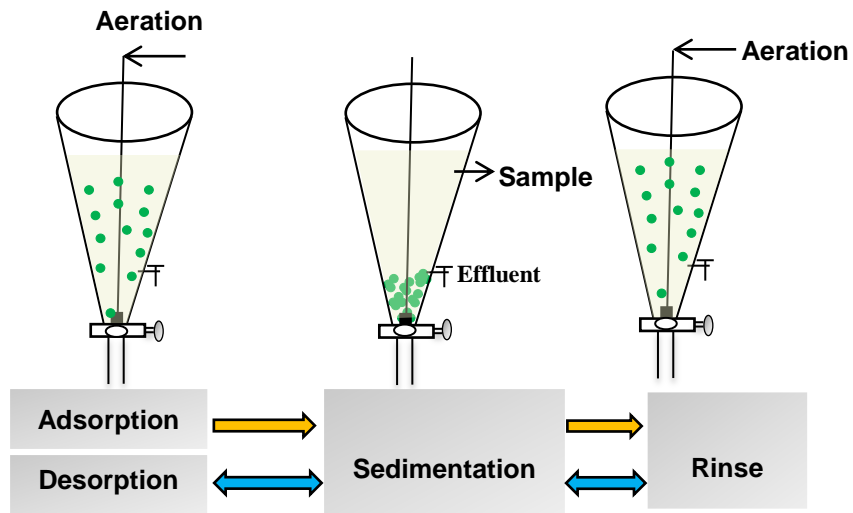 Aeration
Aeration
Sample
Effluent
Adsorption
Desorption
Sedimentation
Rinse